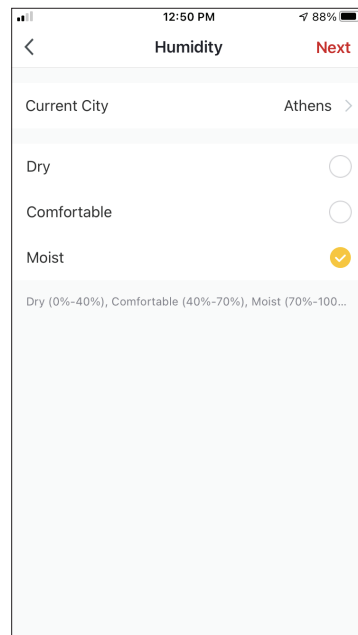 12:50 PM
88%
Humidity
Next
Current City
Athens
Dry
Comfortable
Moist
Dry (0%-40%), Comfortable (40%-70%), Moist (70%-100...